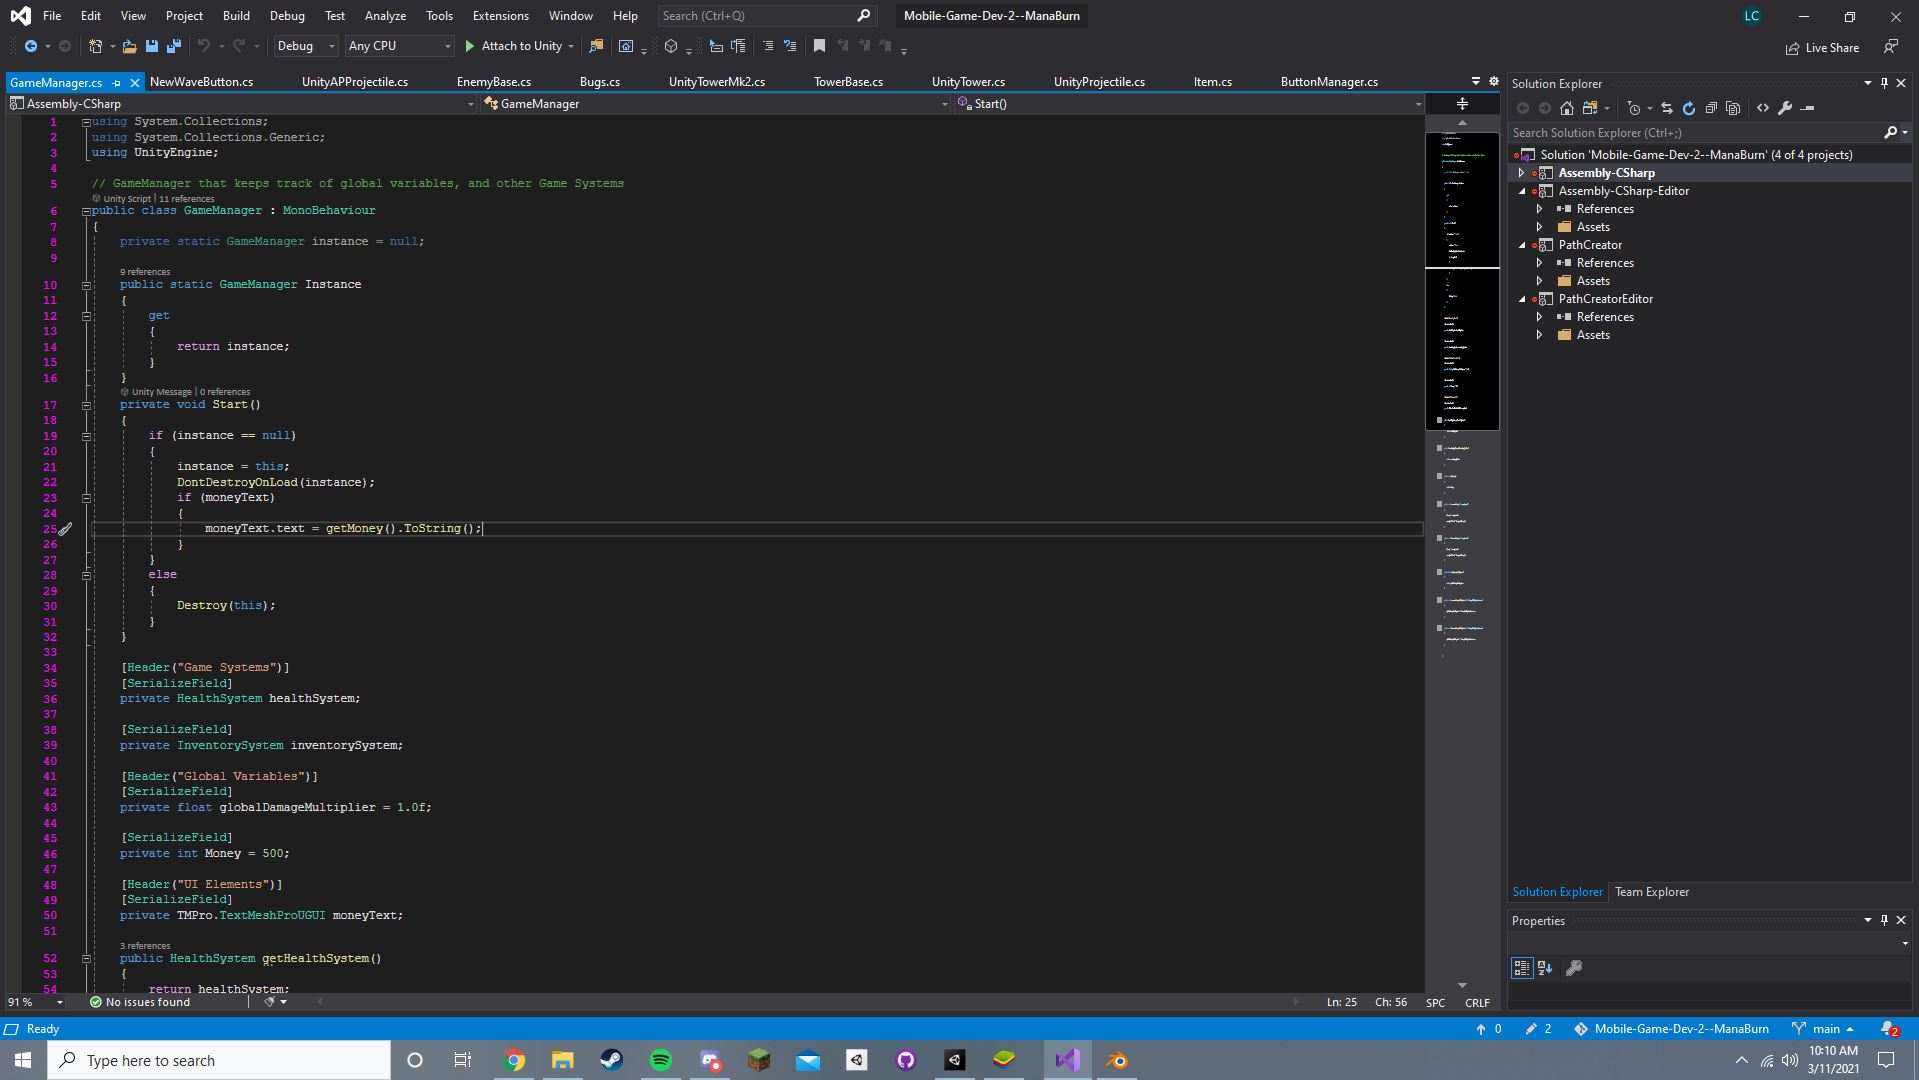 File Edit View Project Build Debug Test Analyze Tools Extensions Window Help Search (Ctrl+Q) Mobile-Game-Dev-2--ManaBurn LC
Debug Any CPU Attach to Unity Live Share
GameManager.cs NewWaveButton.cs UnityAPProjectile.cs EnemyBase.cs Bugs.cs UnityTowerMk2.cs TowerBase.cs UnityTower.cs UnityProjectile.cs Item.cs ButtonManager.cs
Assembly-CSharp GameManager Start()
1 using System.Collections;
2 using System.Collections.Generic;
3 using UnityEngine;
4
5 // GameManager that keeps track of global variables, and other Game Systems
Unity Script | 11 references
6 public class GameManager : MonoBehaviour
7 {
8 private static GameManager instance = null;
9
9 references
10 public static GameManager Instance
11 {
12 get
13 {
14 return instance;
15 }
16 }
Unity Message | 0 references
17 private void Start()
18 {
19 if (instance == null)
20 {
21 instance = this;
22 DontDestroyOnLoad(instance);
23 if (moneyText)
24 {
25 moneyText.text = getMoney().ToString();
26 }
27 }
28 else
29 {
30 Destroy(this);
31 }
32 }
33
34 [Header("Game Systems")]
35 [SerializeField]
36 private HealthSystem healthSystem;
37
38 [SerializeField]
39 private InventorySystem inventorySystem;
40
41 [Header("Global Variables")]
42 [SerializeField]
43 private float globalDamageMultiplier = 1.0f;
44
45 [SerializeField]
46 private int Money = 500;
47
48 [Header("UI Elements")]
49 [SerializeField]
50 private TMPro.TextMeshProUGUI moneyText;
51
3 references
52 public HealthSystem getHealthSystem()
53 {
54 return healthSystem;
91 % No issues found Ln: 25 Ch: 56 SPC CRLF
Solution Explorer
Search Solution Explorer (Ctrl+;)
Solution 'Mobile-Game-Dev-2--ManaBurn' (4 of 4 projects)
Assembly-CSharp
Assembly-CSharp-Editor
References
Assets
PathCreator
References
Assets
PathCreatorEditor
References
Assets
Solution Explorer Team Explorer
Properties
Ready 0 2 Mobile-Game-Dev-2--ManaBurn main 2
Type here to search
10:10 AM
3/11/2021